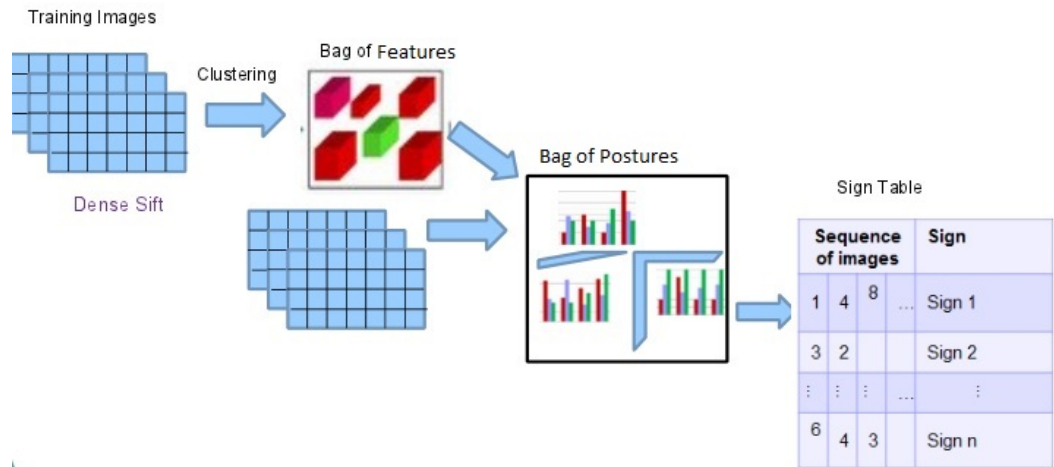 Training Images
Clustering
Bag of Features
Dense Sift
Bag of Postures
Sign Table
Sequence of images Sign
1 4 8 ... Sign 1
3 2 Sign 2
⋮ ⋮ ⋮ ... ⋮
6 4 3 Sign n